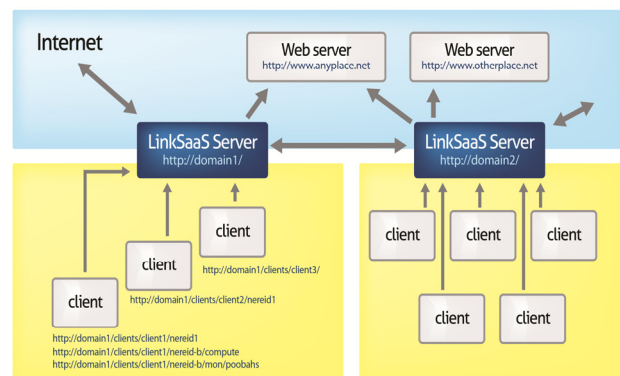 Internet
Web server
http://www.anyplace.net
Web server
http://www.otherplace.net
LinkSaaS Server
http://domain1/
LinkSaaS Server
http://domain2/
client
client
client
client
client
client
http://domain1/clients/client3/
client
http://domain1/clients/client2/nereid1
client
client
http://domain1/clients/client1/nereid1
http://domain1/clients/client1/nereid-b/compute
http://domain1/clients/client1/nereid-b/mon/poobahs